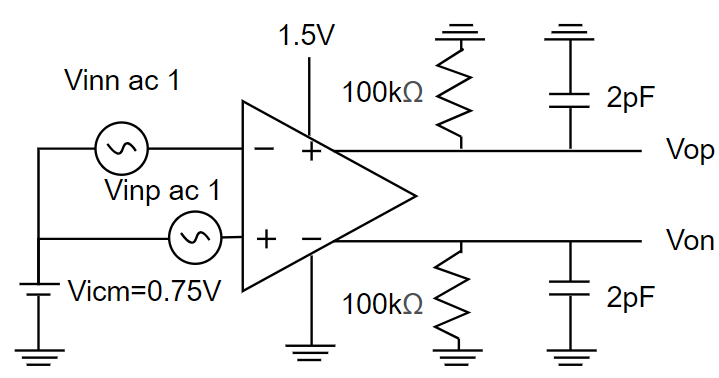 1.5V
Vinn ac 1
100kΩ
2pF
−
+
Vop
Vinp ac 1
+
−
Von
Vicm=0.75V
100kΩ
2pF